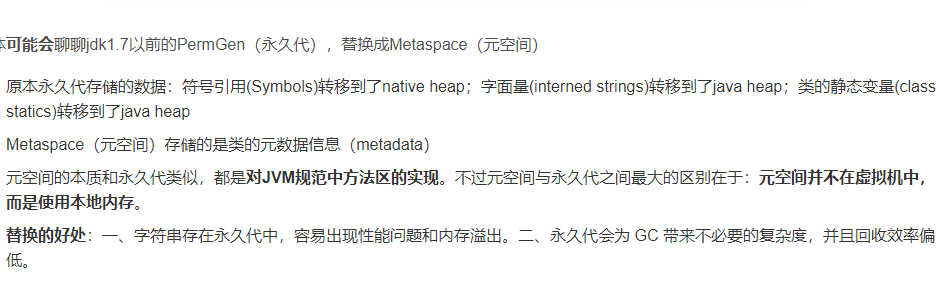 体可能会聊聊jdk1.7以前的PermGen（永久代），替换成Metaspace（元空间）
原本永久代存储的数据：符号引用(Symbols)转移到了native heap；字面量(interned strings)转移到了java heap；类的静态变量(class
statics)转移到了java heap
Metaspace（元空间）存储的是类的元数据信息（metadata）
元空间的本质和永久代类似，都是对JVM规范中方法区的实现。不过元空间与永久代之间最大的区别在于：元空间并不在虚拟机中，
而是使用本地内存。
替换的好处：一、字符串存在永久代中，容易出现性能问题和内存溢出。二、永久代会为 GC 带来不必要的复杂度，并且回收效率偏
低。